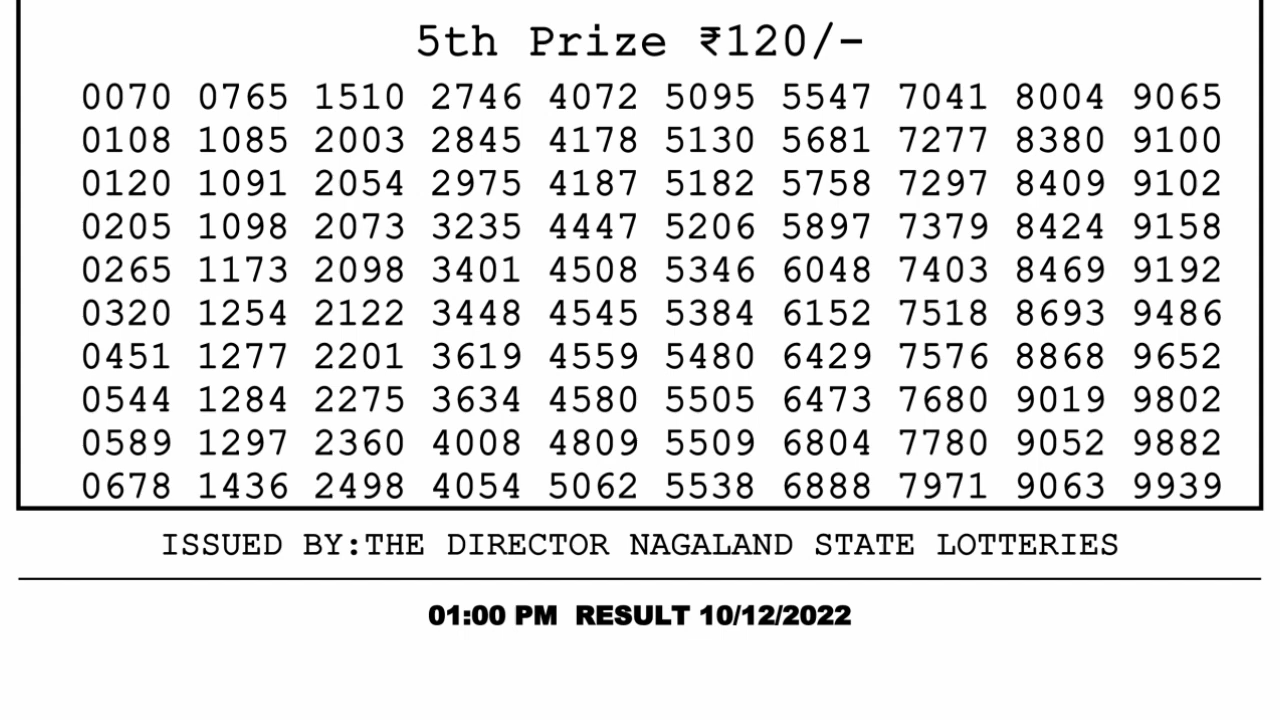 5th Prize ₹120/-
0070 0765 1510 2746 4072 5095 5547 7041 8004 9065
0108 1085 2003 2845 4178 5130 5681 7277 8380 9100
0120 1091 2054 2975 4187 5182 5758 7297 8409 9102
0205 1098 2073 3235 4447 5206 5897 7379 8424 9158
0265 1173 2098 3401 4508 5346 6048 7403 8469 9192
0320 1254 2122 3448 4545 5384 6152 7518 8693 9486
0451 1277 2201 3619 4559 5480 6429 7576 8868 9652
0544 1284 2275 3634 4580 5505 6473 7680 9019 9802
0589 1297 2360 4008 4809 5509 6804 7780 9052 9882
0678 1436 2498 4054 5062 5538 6888 7971 9063 9939
ISSUED BY:THE DIRECTOR NAGALAND STATE LOTTERIES
01:00 PM RESULT 10/12/2022